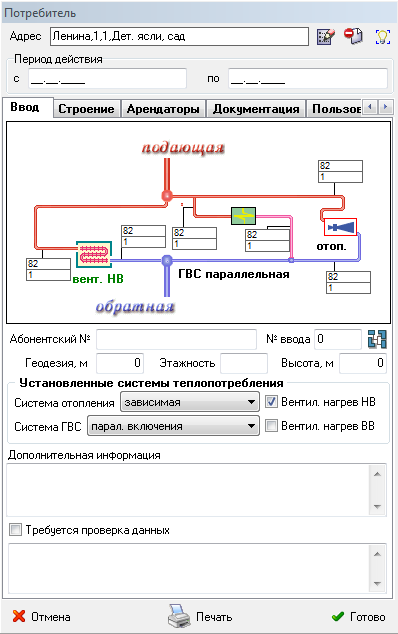 Потребитель
Адрес Ленина,1,1,Дет. ясли, сад
Период действия
с __.__.____ по __.__.____
Ввод Строение Арендаторы Документация Пользов
подающая
82
1
82
1
82
1
82
1
отоп.
82
1
82
1
вент. НВ
ГВС параллельная
обратная
Абонентский № № ввода 0
Геодезия, м 0 Этажность Высота, м 0
Установленные системы теплопотребления
Система отопления зависимая Вентил. нагрев НВ
Система ГВС парал. включения Вентил. нагрев ВВ
Дополнительная информация
Требуется проверка данных
Отмена Печать Готово